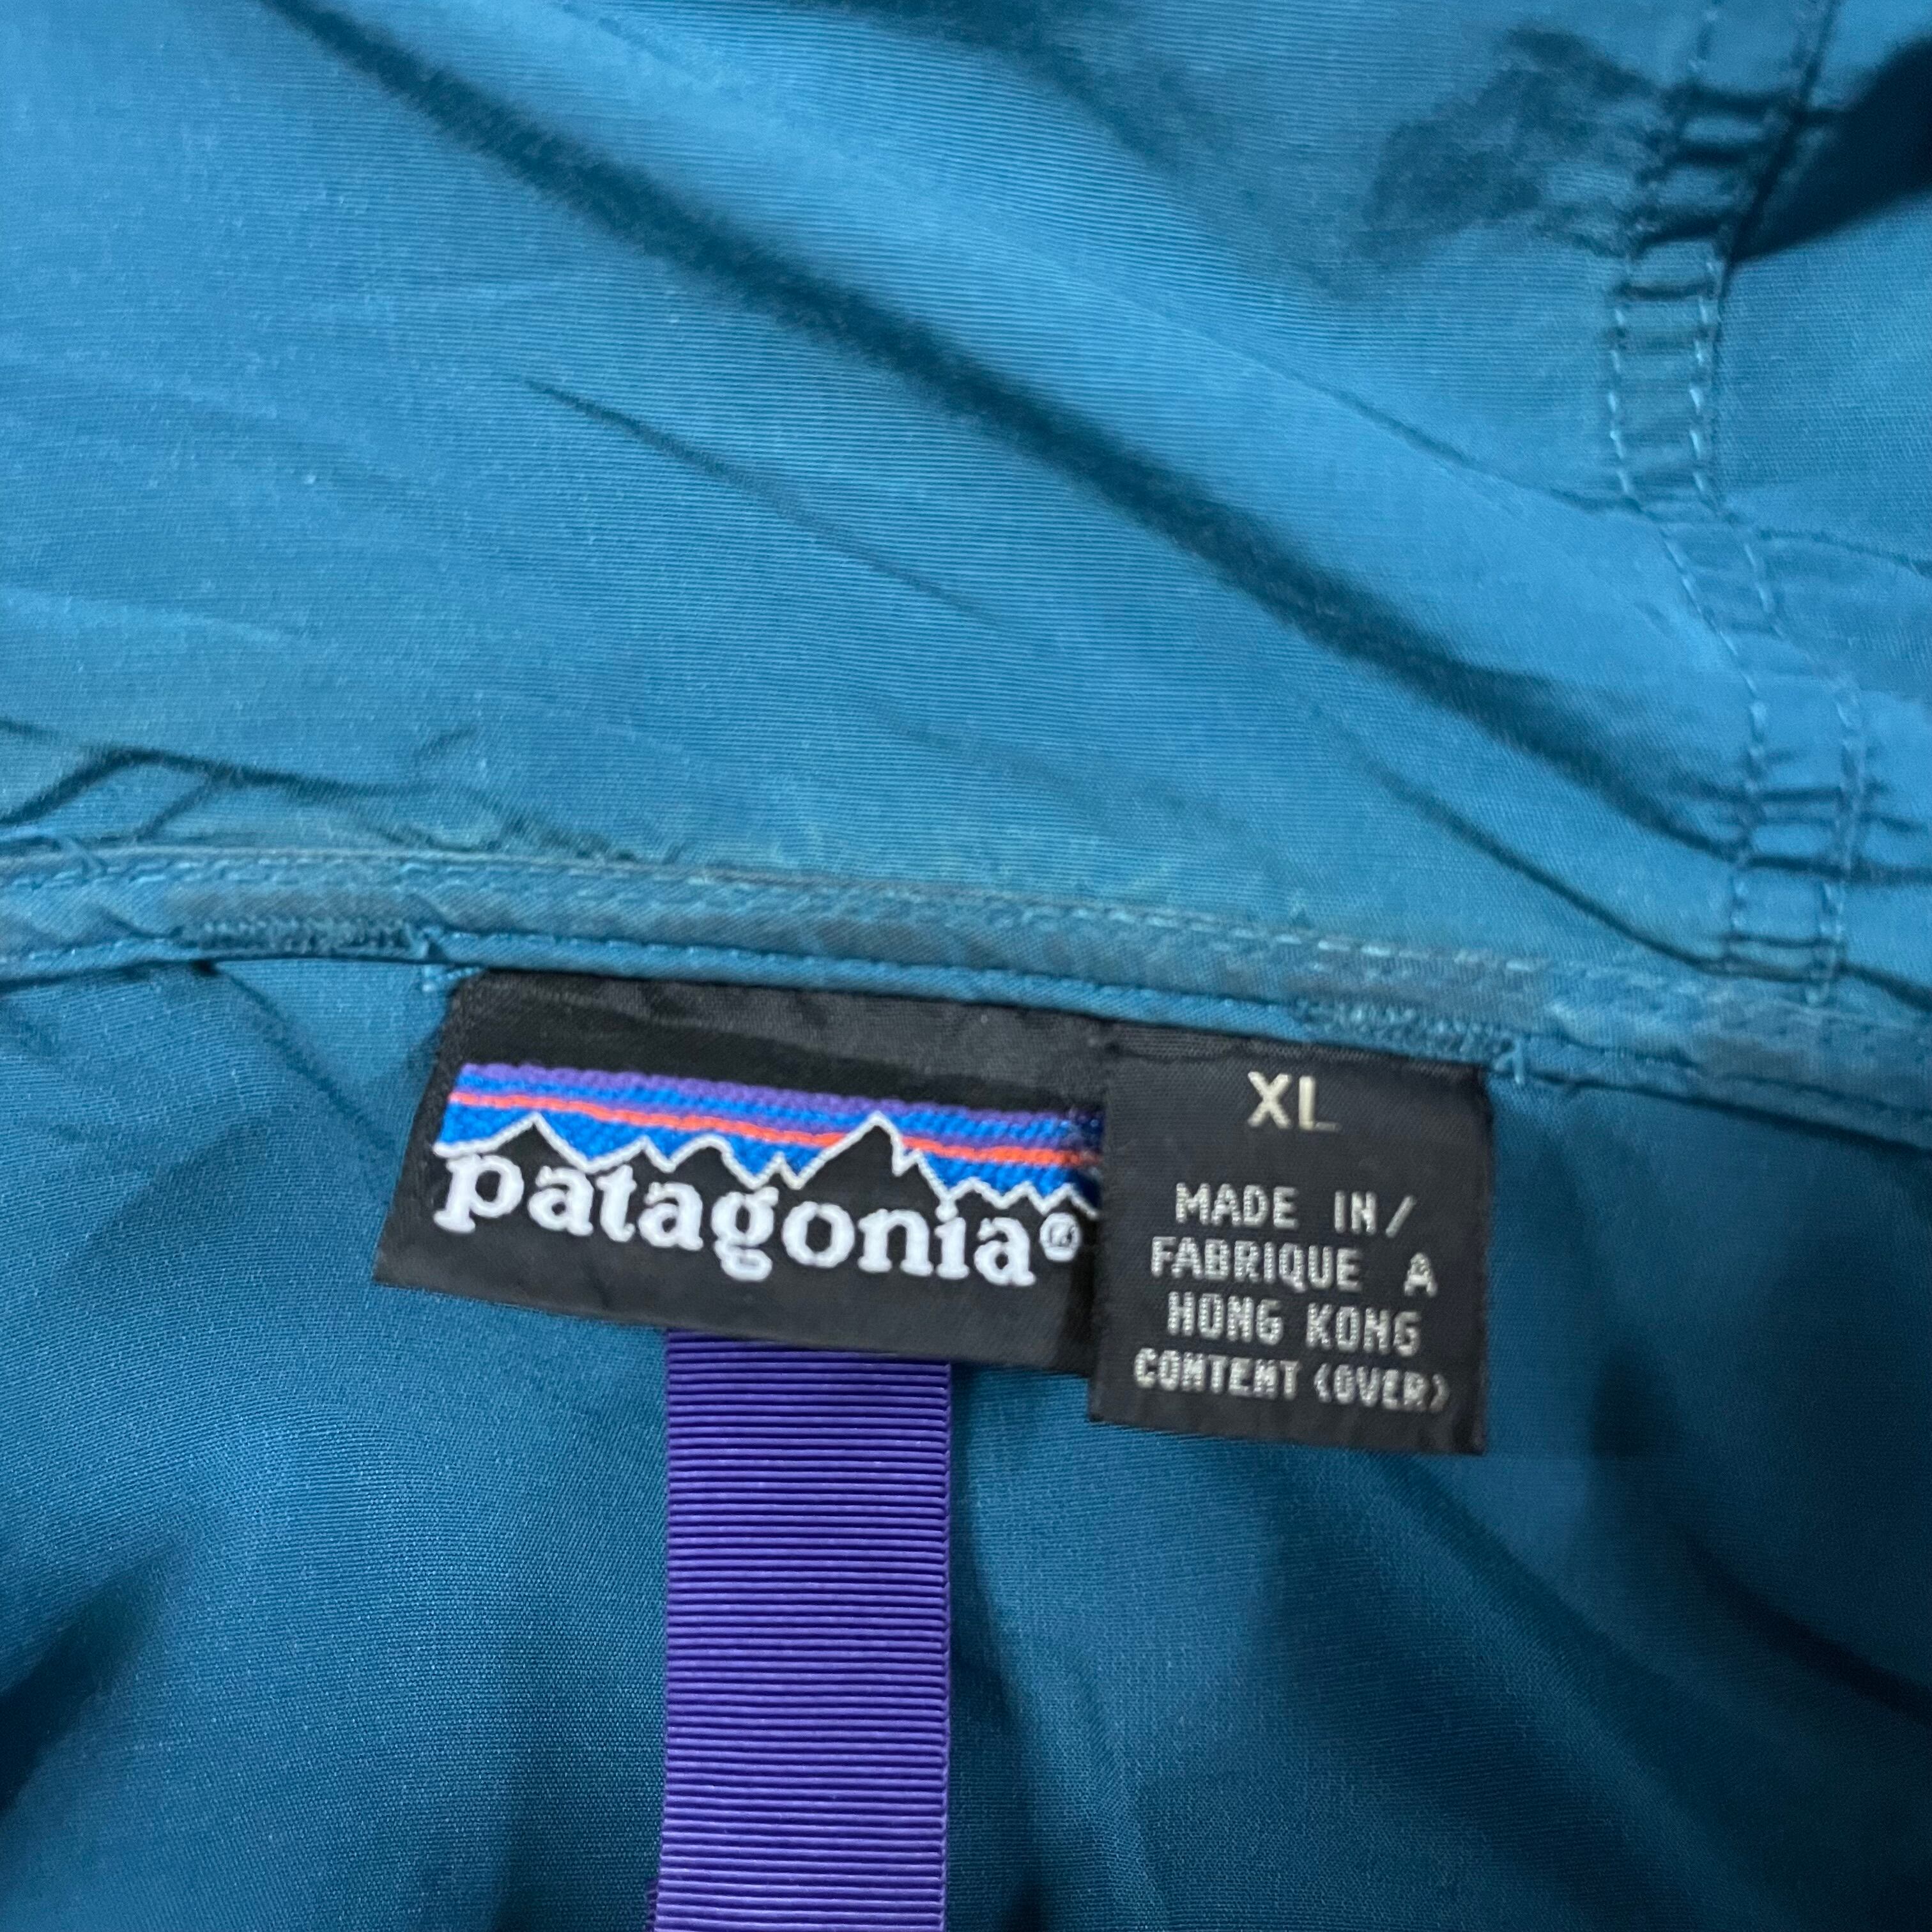 patagonia®
XL
MADE IN/
FABRIQUE A
HONG KONG
CONTENT (OVER)